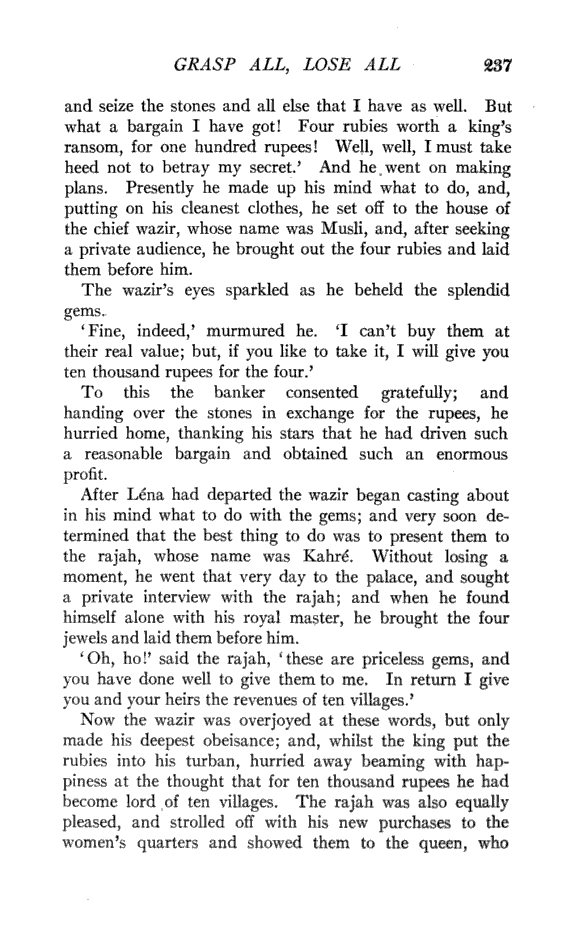 GRASP ALL, LOSE ALL 237
and seize the stones and all else that I have as well. But
what a bargain I have got! Four rubies worth a king's
ransom, for one hundred rupees! Well, well, I must take
heed not to betray my secret.' And he went on making
plans. Presently he made up his mind what to do, and,
putting on his cleanest clothes, he set off to the house of
the chief wazir, whose name was Musli, and, after seeking
a private audience, he brought out the four rubies and laid
them before him.
The wazir's eyes sparkled as he beheld the splendid
gems.
'Fine, indeed,' murmured he. 'I can't buy them at
their real value; but, if you like to take it, I will give you
ten thousand rupees for the four.'
To this the banker consented gratefully; and
handing over the stones in exchange for the rupees, he
hurried home, thanking his stars that he had driven such
a reasonable bargain and obtained such an enormous
profit.
After Léna had departed the wazir began casting about
in his mind what to do with the gems; and very soon de-
termined that the best thing to do was to present them to
the rajah, whose name was Kahré. Without losing a
moment, he went that very day to the palace, and sought
a private interview with the rajah; and when he found
himself alone with his royal master, he brought the four
jewels and laid them before him.
'Oh, ho!' said the rajah, 'these are priceless gems, and
you have done well to give them to me. In return I give
you and your heirs the revenues of ten villages.'
Now the wazir was overjoyed at these words, but only
made his deepest obeisance; and, whilst the king put the
rubies into his turban, hurried away beaming with hap-
piness at the thought that for ten thousand rupees he had
become lord of ten villages. The rajah was also equally
pleased, and strolled off with his new purchases to the
women's quarters and showed them to the queen, who